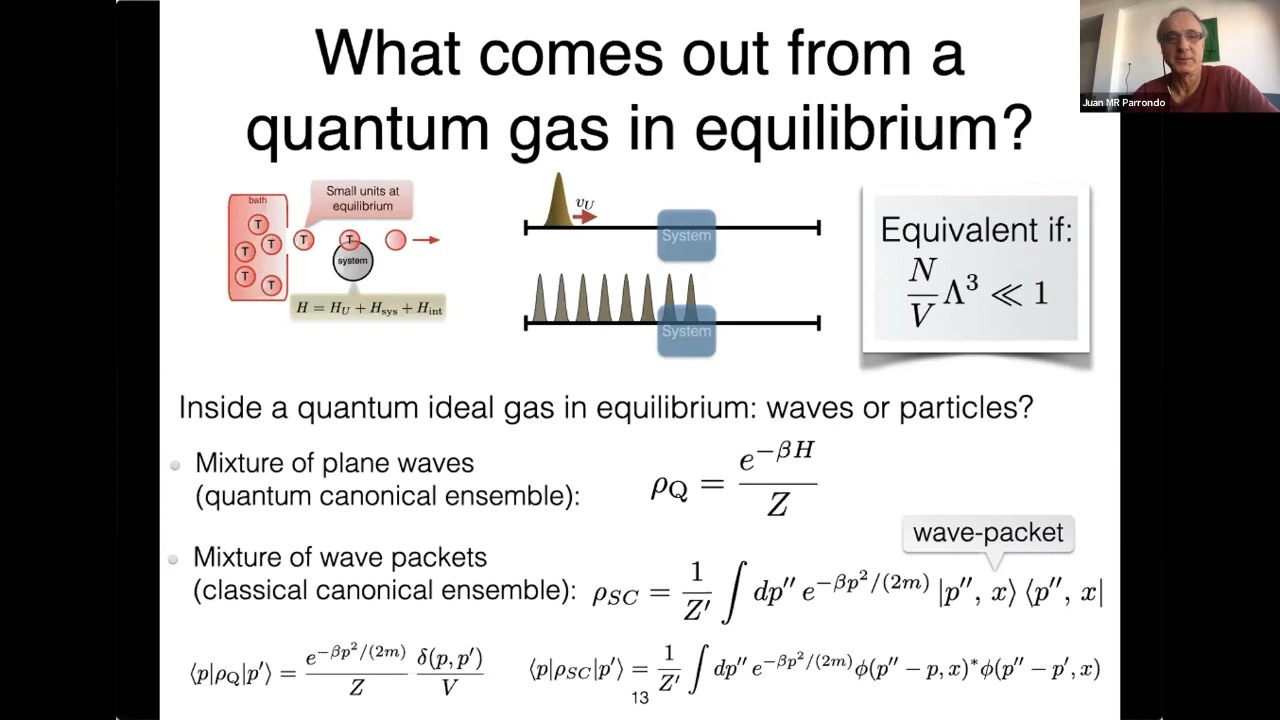 What comes out from a
quantum gas in equilibrium?
Juan MR Parrondo
bath
T
T
T
T
T
Small units at
equilibrium
T
T
system
H = H_U + H_sys + H_int
v_U
System
System
Equivalent if:
N/V Λ³ ≪ 1
Inside a quantum ideal gas in equilibrium: waves or particles?
Mixture of plane waves
(quantum canonical ensemble):
ρ_Q = e^{-βH} / Z
wave-packet
Mixture of wave packets
(classical canonical ensemble):
ρ_SC = 1/Z′ ∫ dp″ e^{-βp²/(2m)} |p″, x⟩ ⟨p″, x|
⟨p|ρ_Q|p′⟩ = e^{-βp²/(2m)} / Z δ(p, p′) / V
⟨p|ρ_SC|p′⟩ = 1/Z′ ∫ dp″ e^{-βp²/(2m)} ϕ(p″ − p, x)* ϕ(p″ − p′, x)
13